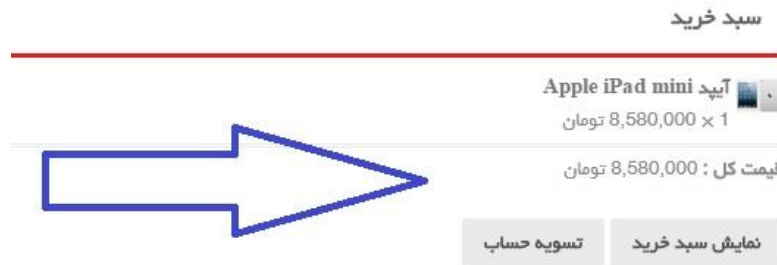 سبد خرید
آیپد Apple iPad mini
1 × 8,580,000 تومان
قیمت کل : 8,580,000 تومان
نمایش سبد خرید
تسویه حساب